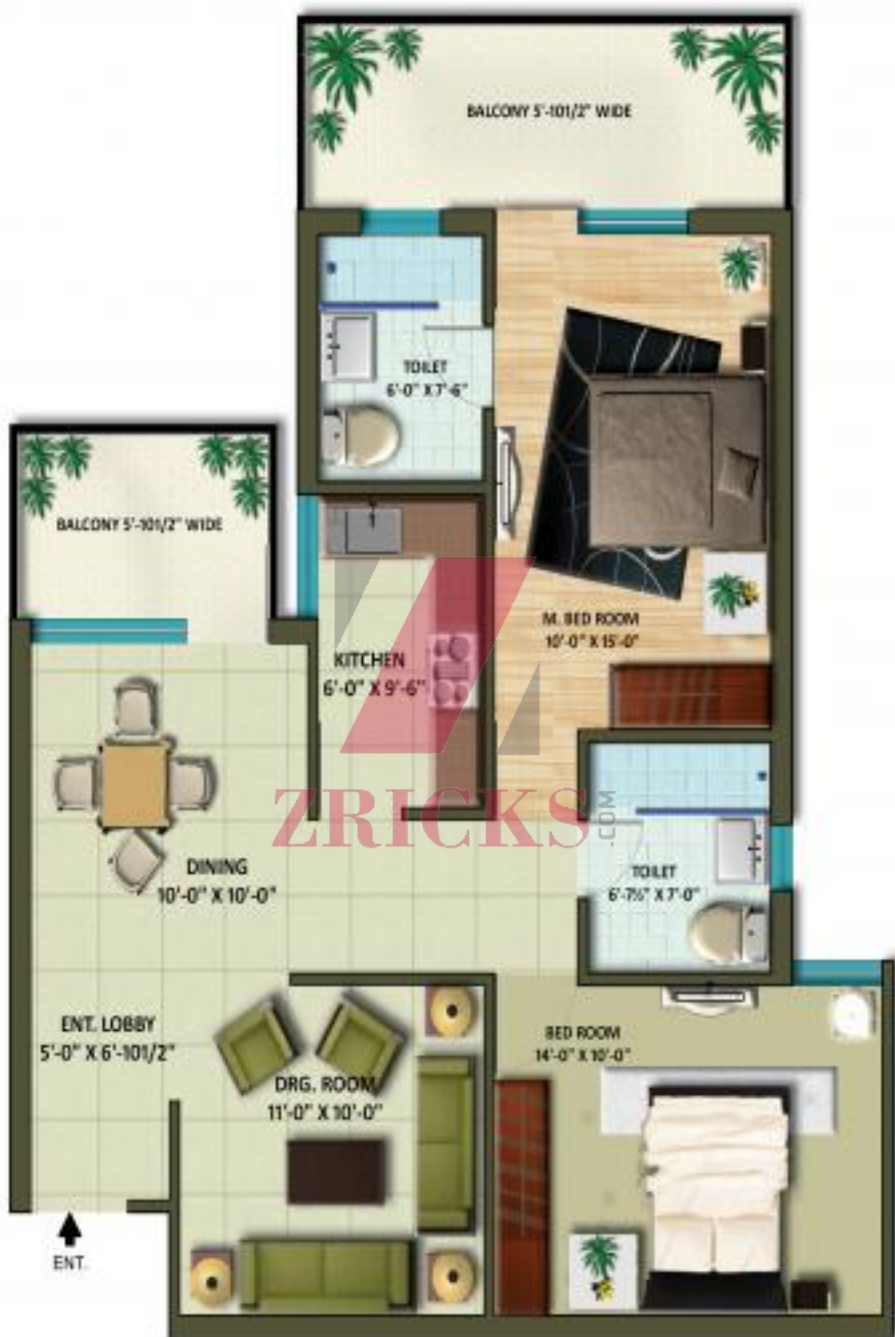 BALCONY 5'-101/2" WIDE
TOILET
6'-0" X 7'-6"
BALCONY 5'-101/2" WIDE
M. BED ROOM
10'-0" X 15'-0"
KITCHEN
6'-0" X 9'-6"
ZRICKS.COM
DINING
10'-0" X 10'-0"
TOILET
6'-7½" X 7'-0"
ENT. LOBBY
5'-0" X 6'-101/2"
BED ROOM
14'-0" X 10'-0"
DRG. ROOM
11'-0" X 10'-0"
ENT.